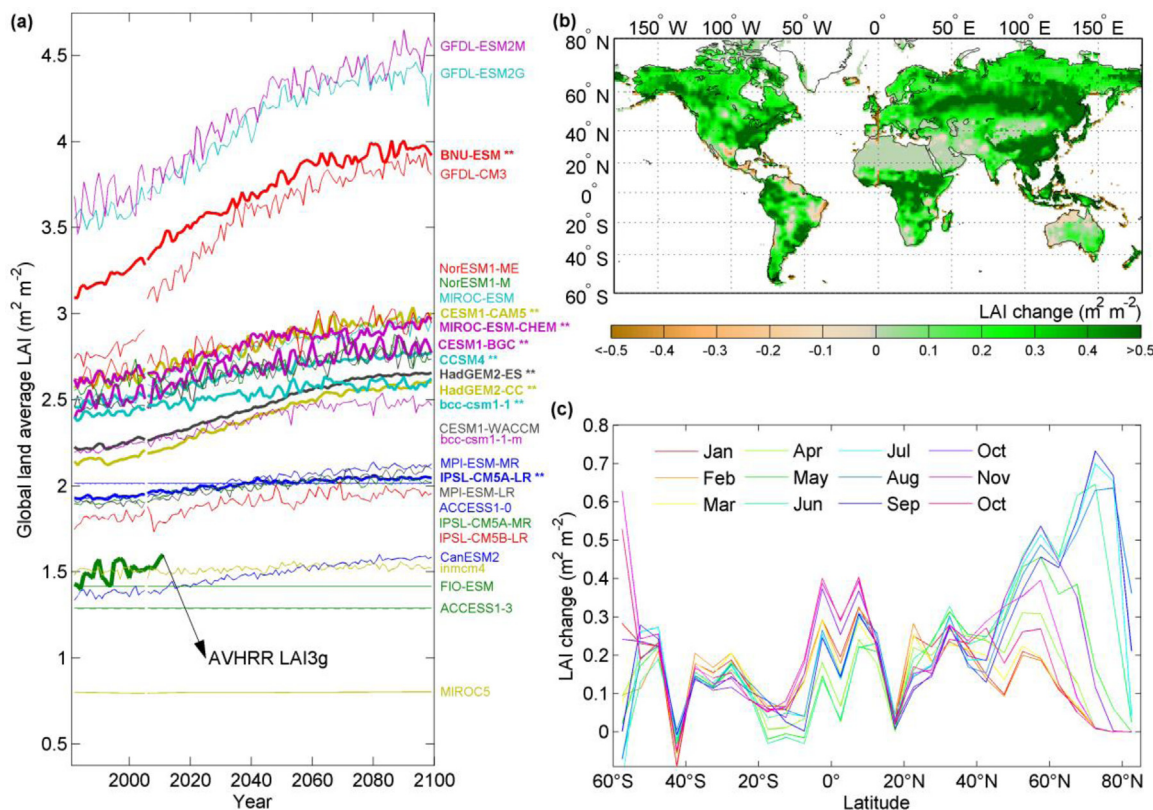 (a)
4.5
4
3.5
3
2.5
2
1.5
1
0.5
Global land average LAI (m² m⁻²)
2000 2020 2040 2060 2080 2100
Year
GFDL-ESM2M
GFDL-ESM2G
BNU-ESM **
GFDL-CM3
NorESM1-ME
NorESM1-M
MIROC-ESM
CESM1-CAM5 **
MIROC-ESM-CHEM **
CESM1-BGC **
CCSM4 **
HadGEM2-ES **
HadGEM2-CC **
bcc-csm1-1 **
CESM1-WACCM
bcc-csm1-1-m
MPI-ESM-MR
IPSL-CM5A-LR **
MPI-ESM-LR
ACCESS1-0
IPSL-CM5A-MR
IPSL-CM5B-LR
CanESM2
inmcm4
FIO-ESM
ACCESS1-3
MIROC5
AVHRR LAI3g
(b)
150° W 100° W 50° W 0° 50° E 100° E 150° E
80° N
60° N
40° N
20° N
0°
20° S
40° S
60° S
LAI change (m² m⁻²)
<-0.5 -0.4 -0.3 -0.2 -0.1 0 0.1 0.2 0.3 0.4 >0.5
(c)
0.8
0.7
0.6
0.5
0.4
0.3
0.2
0.1
0
LAI change (m² m⁻²)
Jan Apr Jul Oct
Feb May Aug Nov
Mar Jun Sep Oct
60°S 40°S 20°S 0° 20°N 40°N 60°N 80°N
Latitude